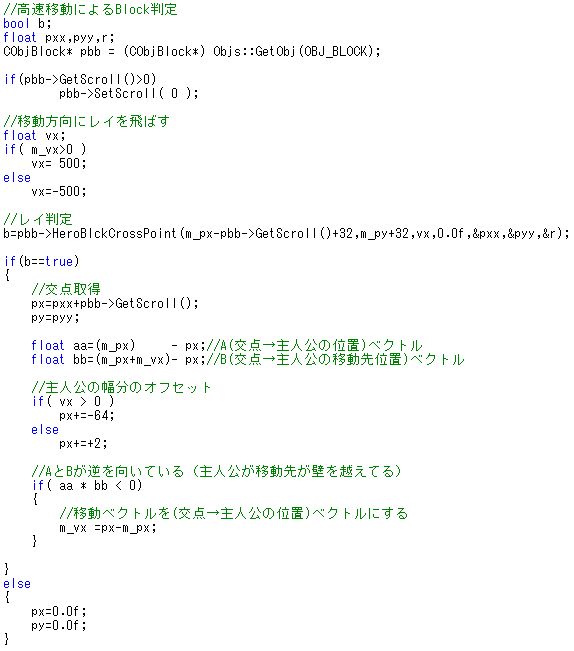 //高速移動によるBlock判定
bool b;
float pxx,pyy,r;
CObjBlock* pbb = (CObjBlock*) Objs::GetObj(OBJ_BLOCK);
if(pbb->GetScroll()>0)
pbb->SetScroll( 0 );
//移動方向にレイを飛ばす
float vx;
if( m_vx>0 )
vx= 500;
else
vx=-500;
//レイ判定
b=pbb->HeroBlckCrossPoint(m_px-pbb->GetScroll()+32,m_py+32,vx,0.0f,&pxx,&pyy,&r);
if(b==true)
{
//交点取得
px=pxx+pbb->GetScroll();
py=pyy;
float aa=(m_px)     - px;//A(交点→主人公の位置)ベクトル
float bb=(m_px+m_vx)- px;//B(交点→主人公の移動先位置)ベクトル
//主人公の幅分のオフセット
if( vx > 0 )
px+=-64;
else
px+=+2;
//AとBが逆を向いている（主人公が移動先が壁を越えてる）
if( aa * bb < 0)
{
//移動ベクトルを(交点→主人公の位置)ベクトルにする
m_vx =px-m_px;
}
}
else
{
px=0.0f;
py=0.0f;
}